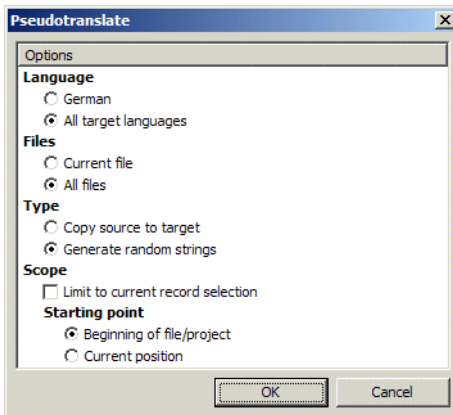 Pseudotranslate
Options
Language
German
All target languages
Files
Current file
All files
Type
Copy source to target
Generate random strings
Scope
Limit to current record selection
Starting point
Beginning of file/project
Current position
OK Cancel